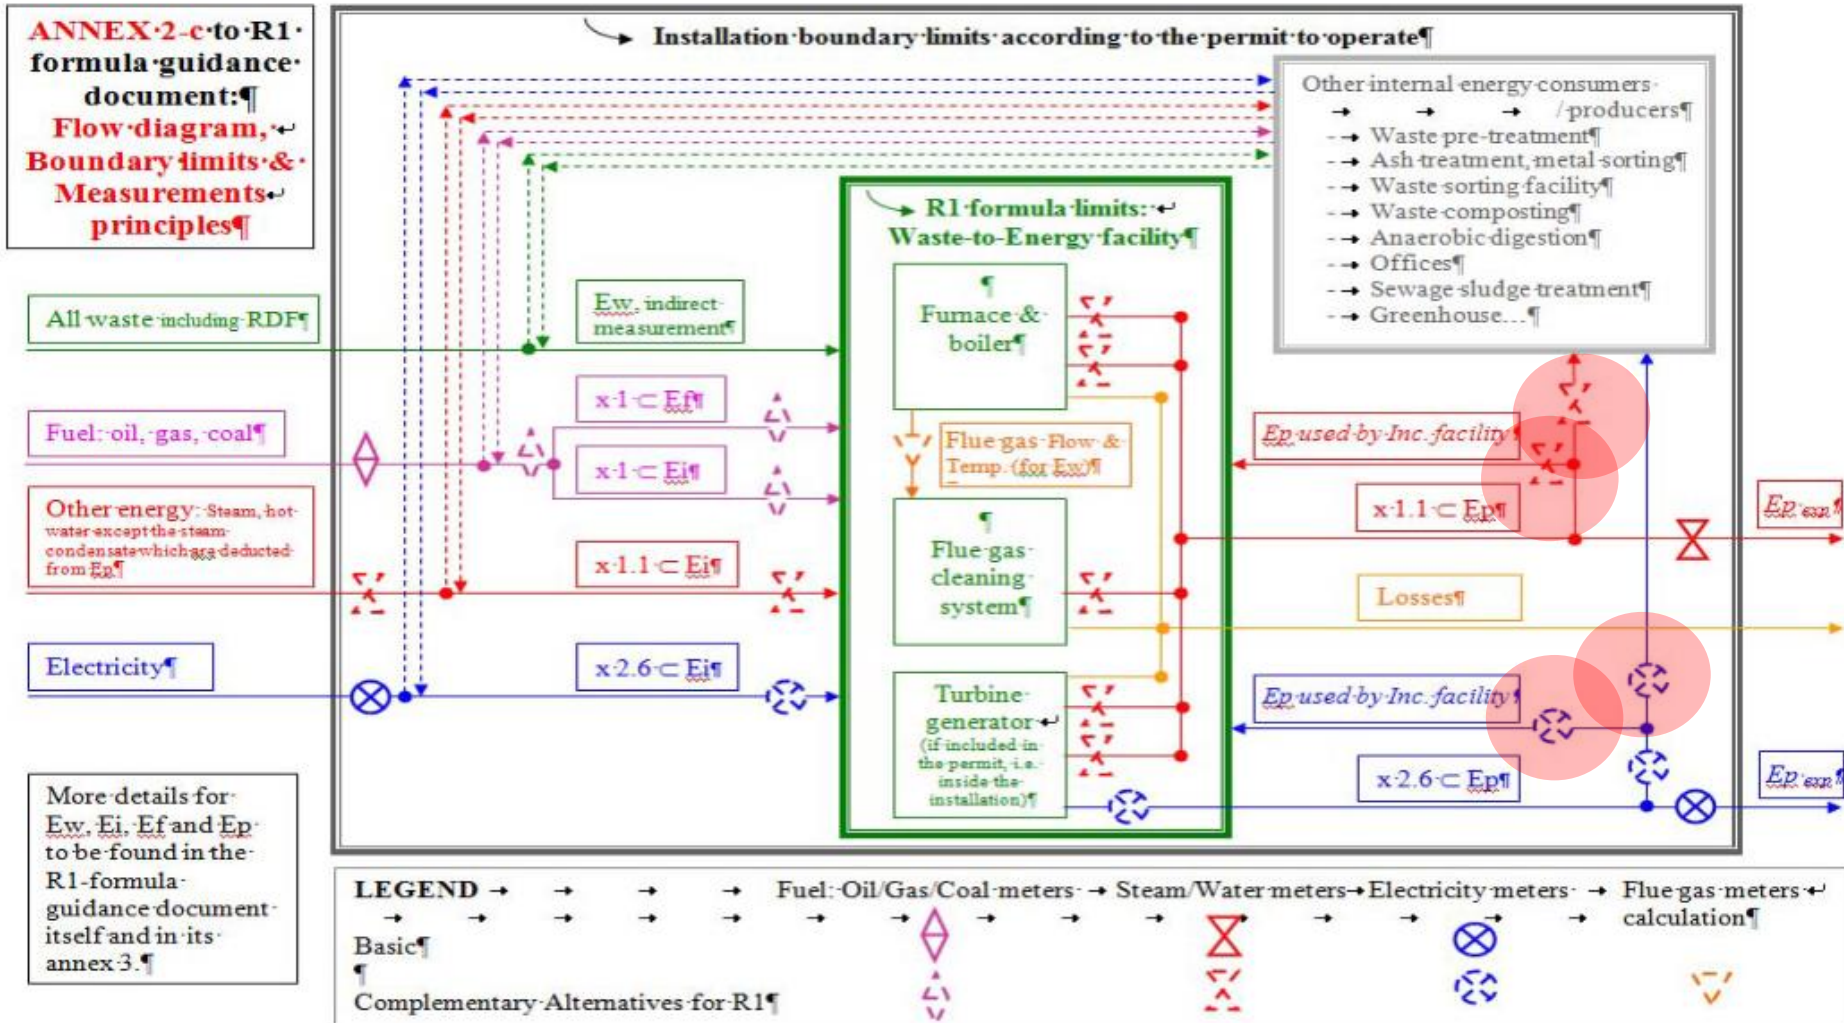 ANNEX·2-c·to·R1·
formula·guidance·
document:¶
Flow·diagram,·↵
Boundary·limits·&·
Measurements↵
principles¶
Installation·boundary·limits·according·to·the·permit·to·operate¶
Other·internal·energy·consumers·
→ → → /·producers¶
-→ Waste·pre-treatment¶
-→ Ash·treatment,·metal·sorting¶
-→ Waste·sorting·facility¶
-→ Waste·composting¶
-→ Anaerobic·digestion¶
-→ Offices¶
-→ Sewage·sludge·treatment¶
-→ Greenhouse…¶
R1·formula·limits:·↵
Waste-to-Energy·facility¶
All·waste·including·RDF¶
Ew,·indirect·
measurement¶
¶
Furnace·&·
boiler¶
Fuel:·oil,·gas,·coal¶
x·1·⊂·Ef¶
x·1·⊂·Ei¶
Flue·gas·Flow·&·
Temp.·(for·Ew)¶
Ep·used·by·Inc.·facility¶
x·1.1·⊂·Ep¶
Ep·exp¶
Other·energy:·Steam,·hot·
water·except·the·steam·
condensate·which·are·deducted·
from·Ep¶
x·1.1·⊂·Ei¶
¶
Flue·gas·
cleaning·
system¶
Losses¶
Electricity¶
x·2.6·⊂·Ei¶
Turbine·
generator·↵
(if·included·in·
the·permit,·i.e.·
inside·the·
installation)¶
Ep·used·by·Inc.·facility¶
x·2.6·⊂·Ep¶
Ep·exp¶
More·details·for·
Ew,·Ei,·Ef·and·Ep·
to·be·found·in·the·
R1-formula·
guidance·document·
itself·and·in·its·
annex·3.¶
LEGEND → → → → Fuel:·Oil/Gas/Coal·meters·→ Steam/Water·meters→Electricity·meters· → Flue·gas·meters·↵
→ → → → → → → → → → → → → → → calculation¶
Basic¶
¶
Complementary·Alternatives·for·R1¶